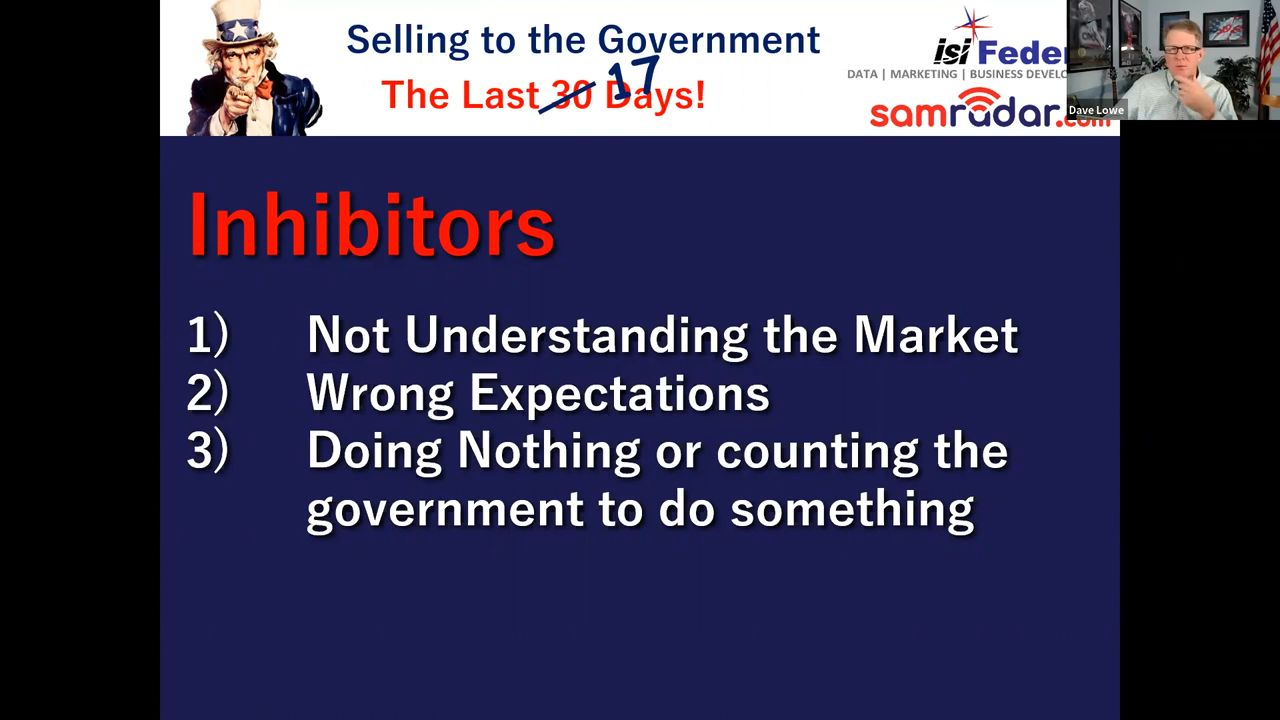 Selling to the Government
The Last 30 Days!
17
isi Feder
DATA | MARKETING | BUSINESS DEVELO
samradar.com
Dave Lowe
Inhibitors
1) Not Understanding the Market
2) Wrong Expectations
3) Doing Nothing or counting the
government to do something